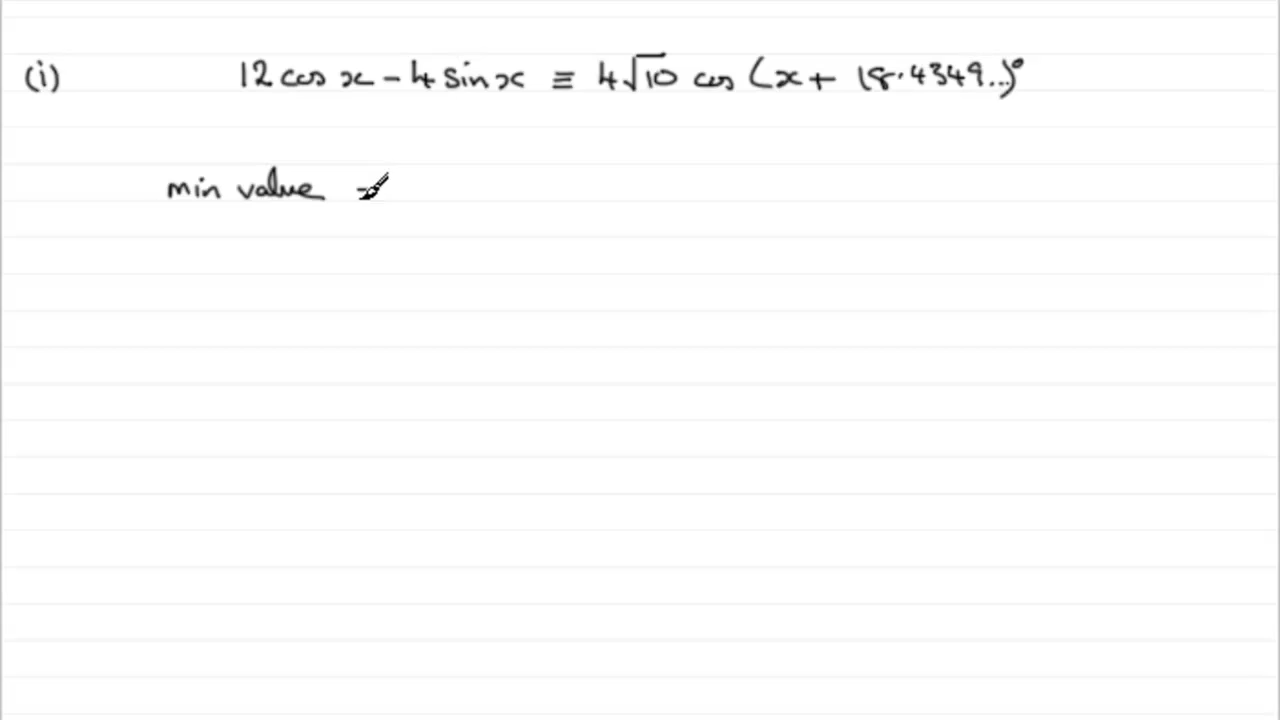 (i) 12 cos x - 4 sin x ≡ 4√10 cos (x + 18.4349..)°
min value =